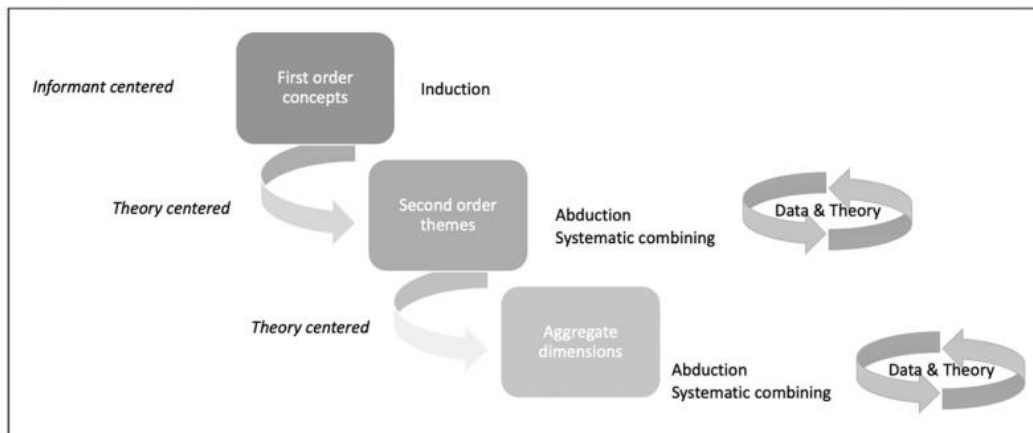 Informant centered
First order
concepts
Induction
Theory centered
Second order
themes
Abduction
Systematic combining
Data & Theory
Theory centered
Aggregate
dimensions
Abduction
Systematic combining
Data & Theory